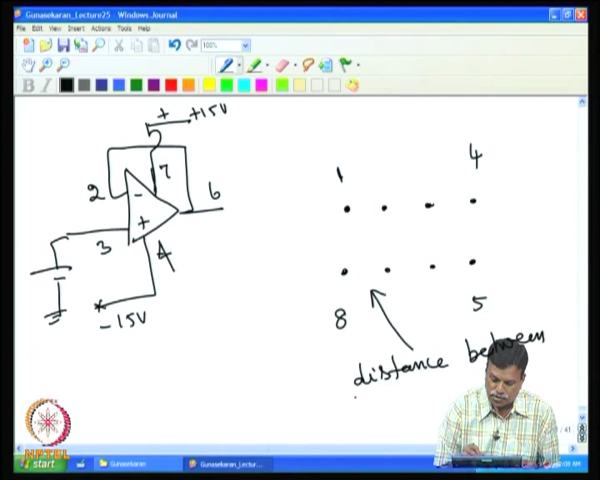 Gunasekaran_Lecture25 - Windows Journal
File Edit View Insert Actions Tools Help
100%
B I
+ +15V
7
2
-
6
+
3
4
-15V
1 4
8 5
distance between
NPTEL
start Gunasekaran Gunasekaran_Lectur...